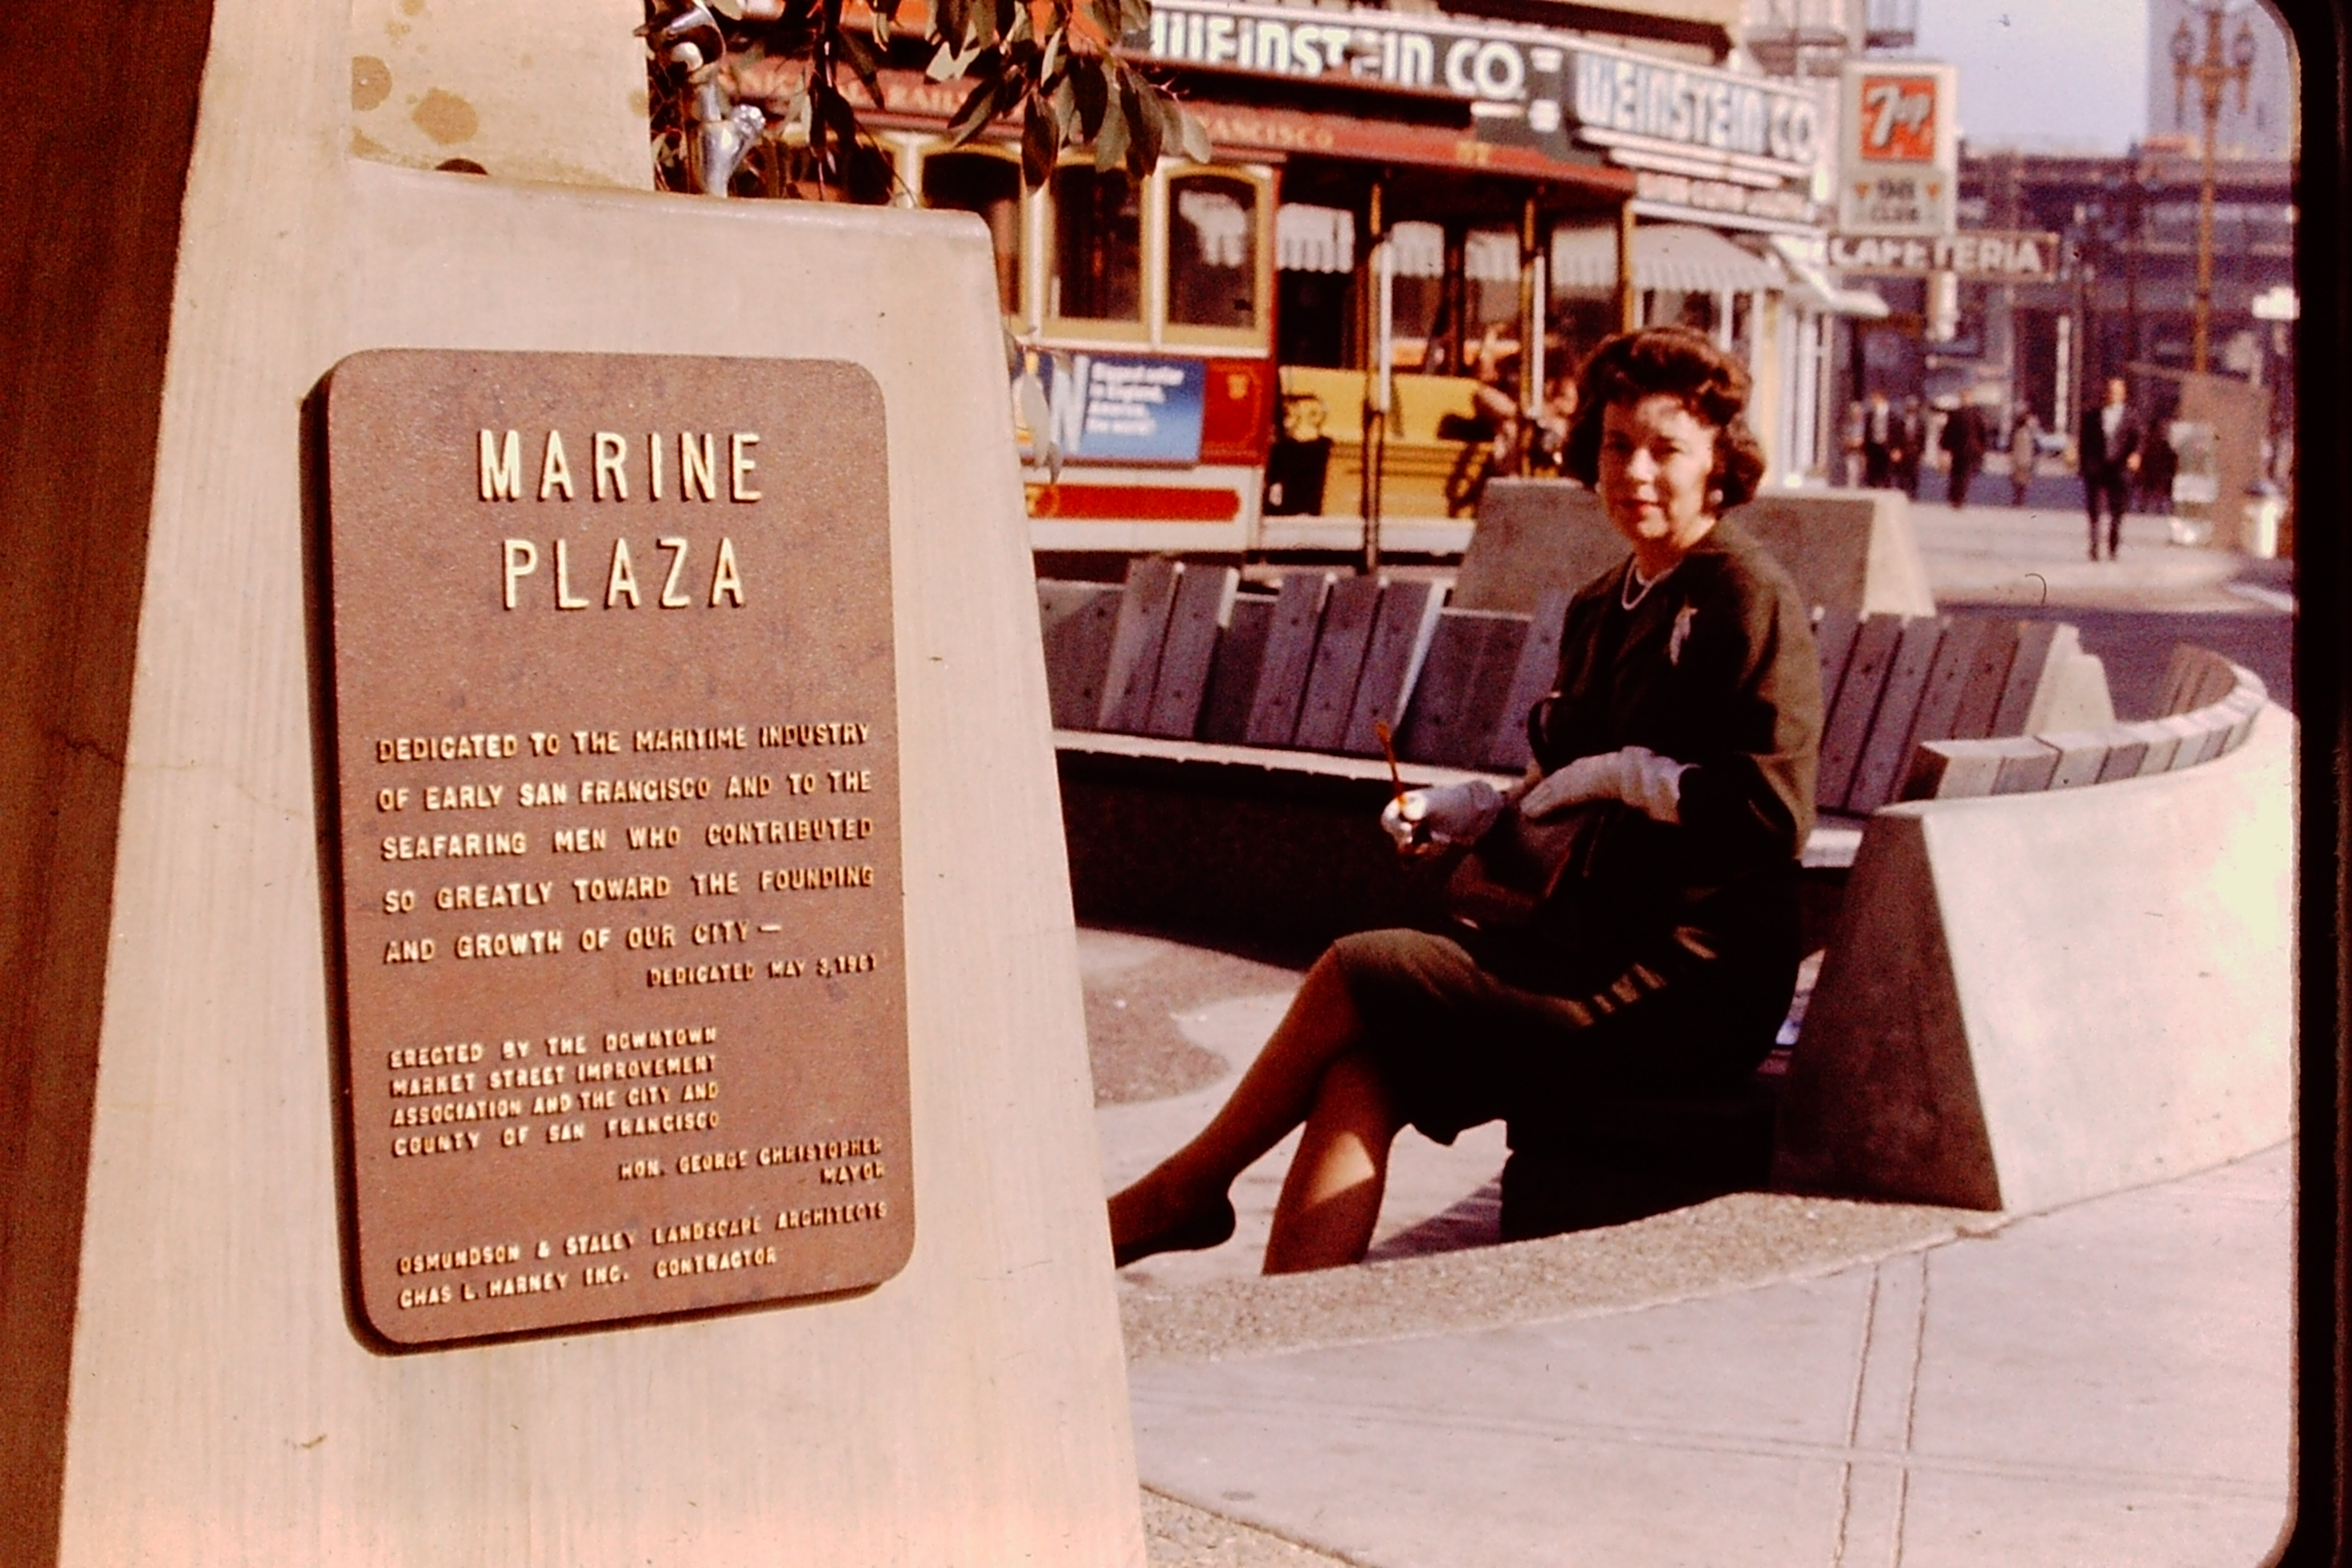 WEINSTEIN CO.
WEINSTEIN CO
7up
CLUB
CAFETERIA
MARINE
PLAZA
DEDICATED TO THE MARITIME INDUSTRY
OF EARLY SAN FRANCISCO AND TO THE
SEAFARING MEN WHO CONTRIBUTED
SO GREATLY TOWARD THE FOUNDING
AND GROWTH OF OUR CITY —
DEDICATED MAY 3, 1961
ERECTED BY THE DOWNTOWN
MARKET STREET IMPROVEMENT
ASSOCIATION AND THE CITY AND
COUNTY OF SAN FRANCISCO
HON. GEORGE CHRISTOPHER
MAYOR
OSMUNDSON & STALEY LANDSCAPE ARCHITECTS
CHAS L. HARNEY INC. CONTRACTOR